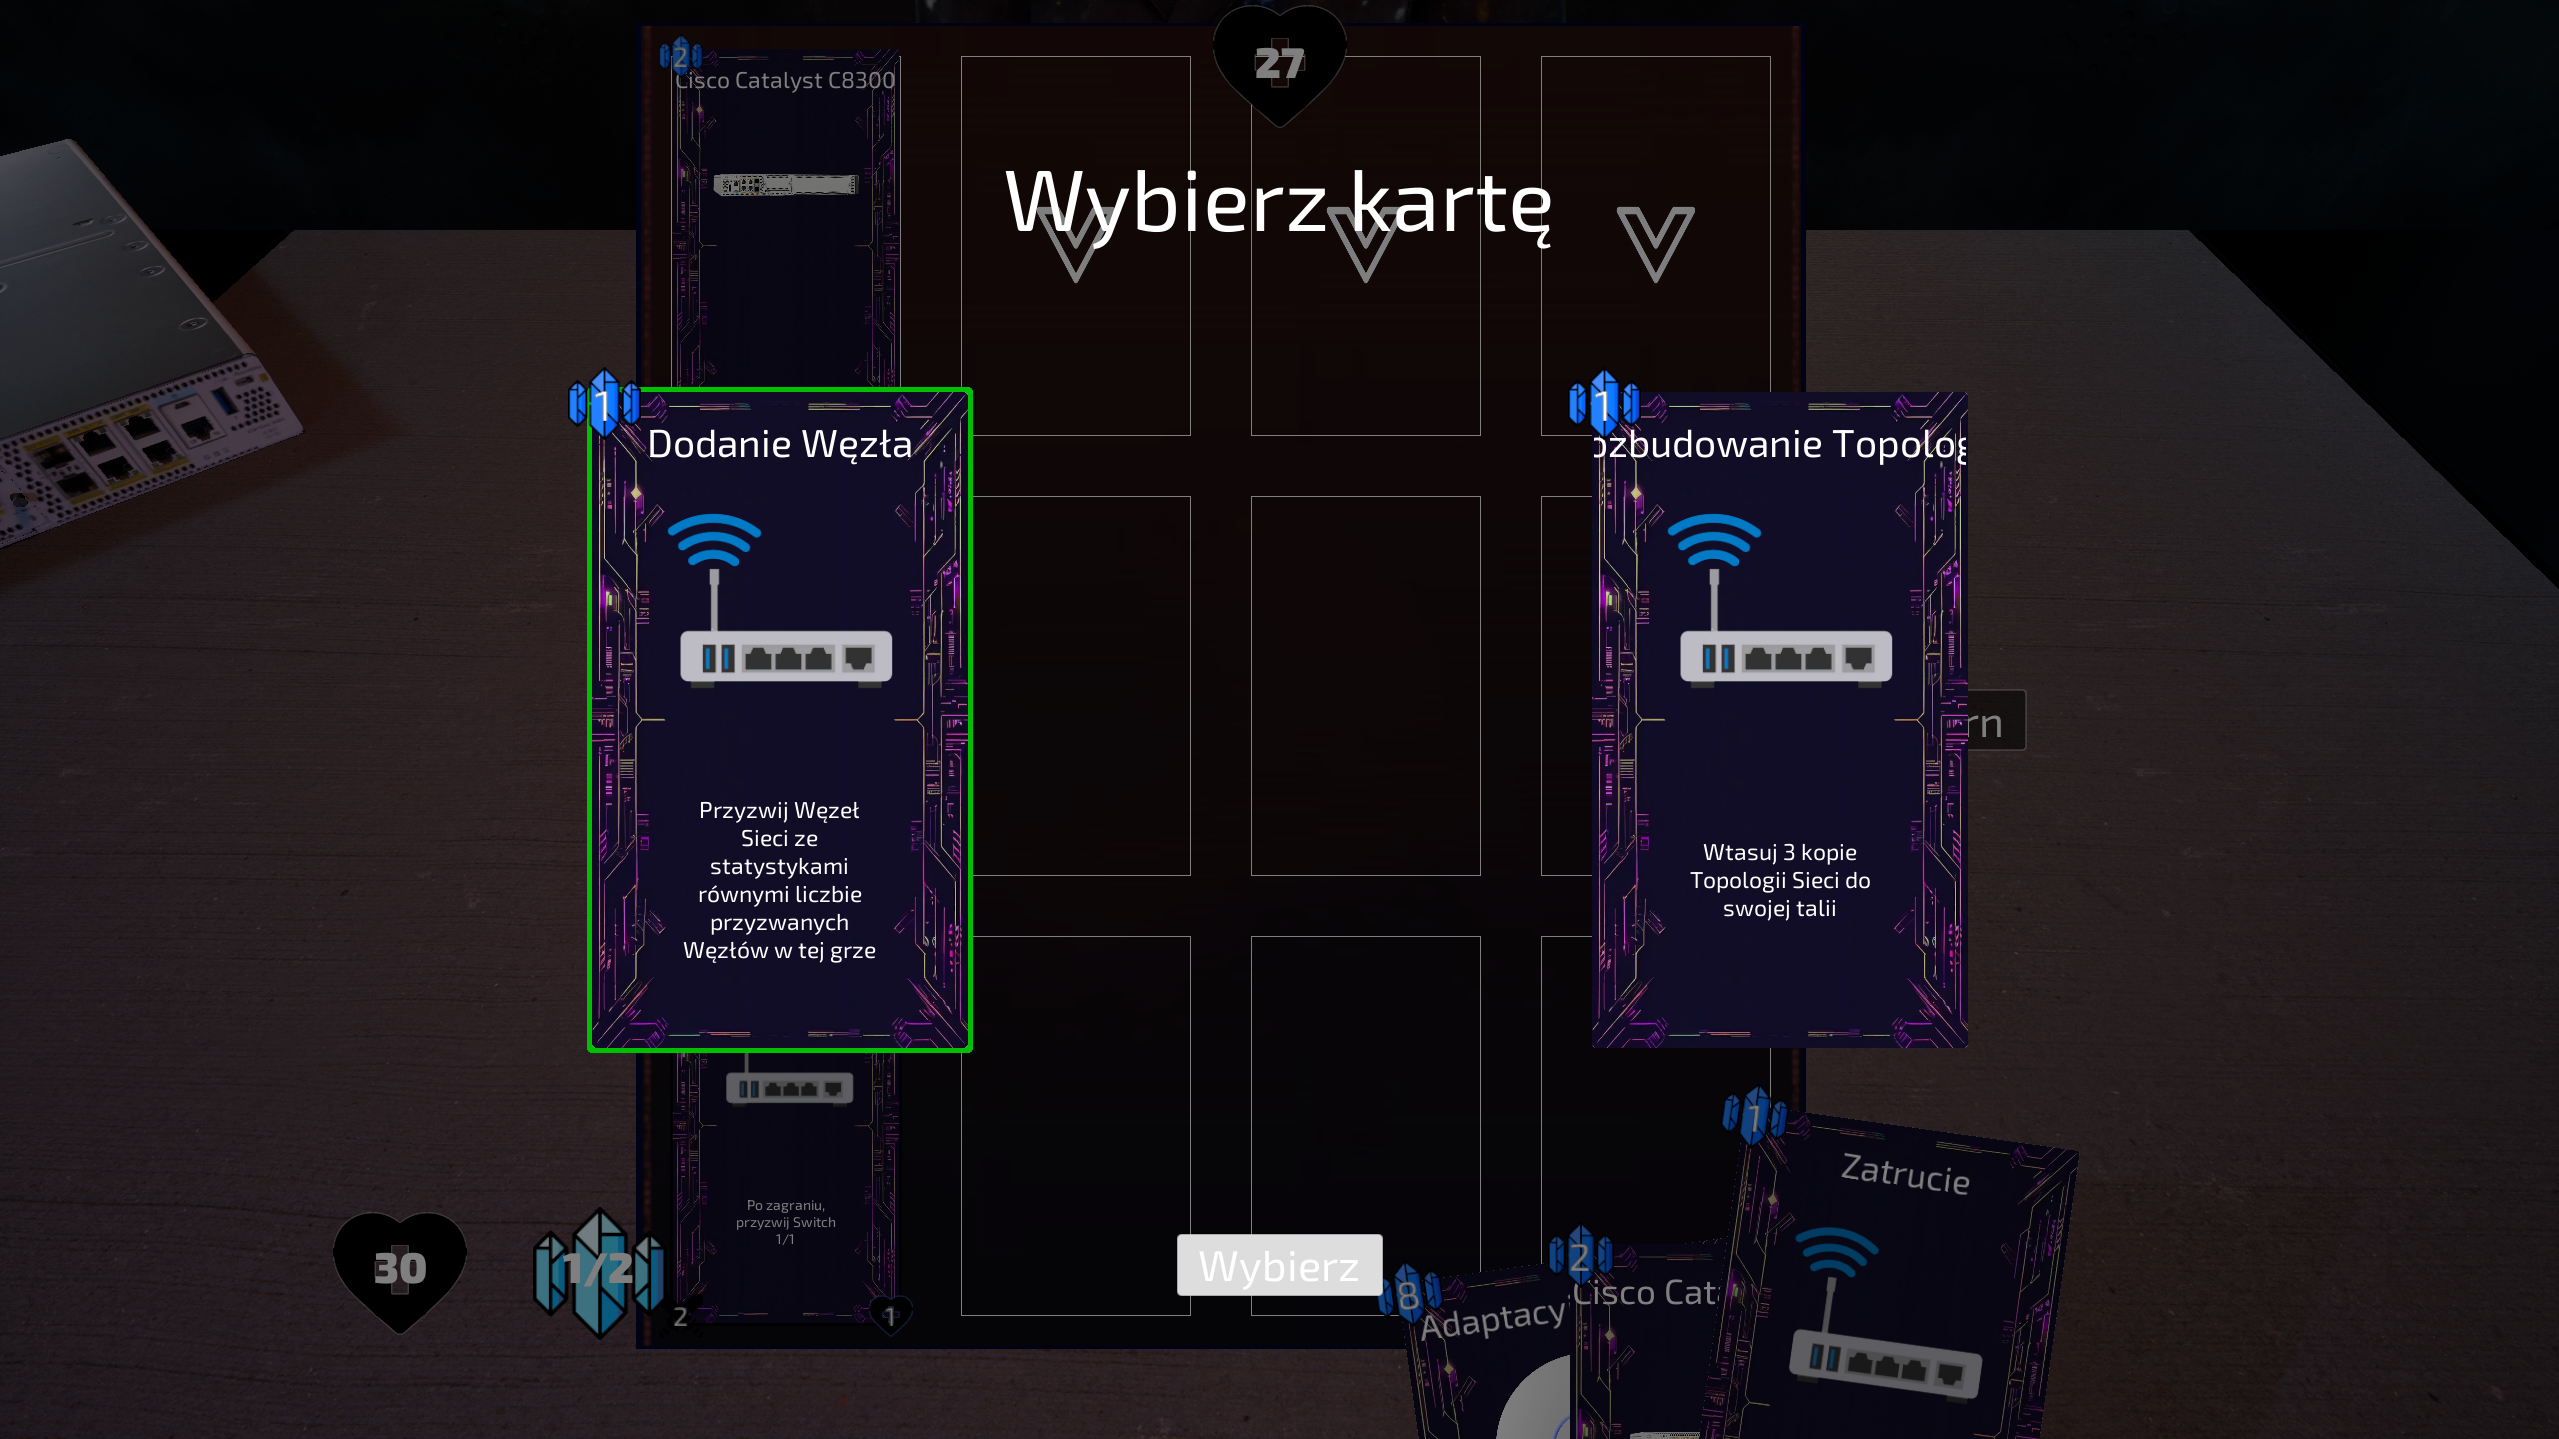 27
2
Cisco Catalyst C8300
Wybierz kartę
1
Dodanie Węzła
Przyzwij Węzeł
Sieci ze
statystykami
równymi liczbie
przyzwanych
Węzłów w tej grze
1
ozbudowanie Topolog
Wtasuj 3 kopie
Topologii Sieci do
swojej talii
rn
Po zagraniu,
przyzwij Switch
1/1
2
1
30
1/2
Wybierz
8
Adaptacy
2
Cisco Cat
1
Zatrucie